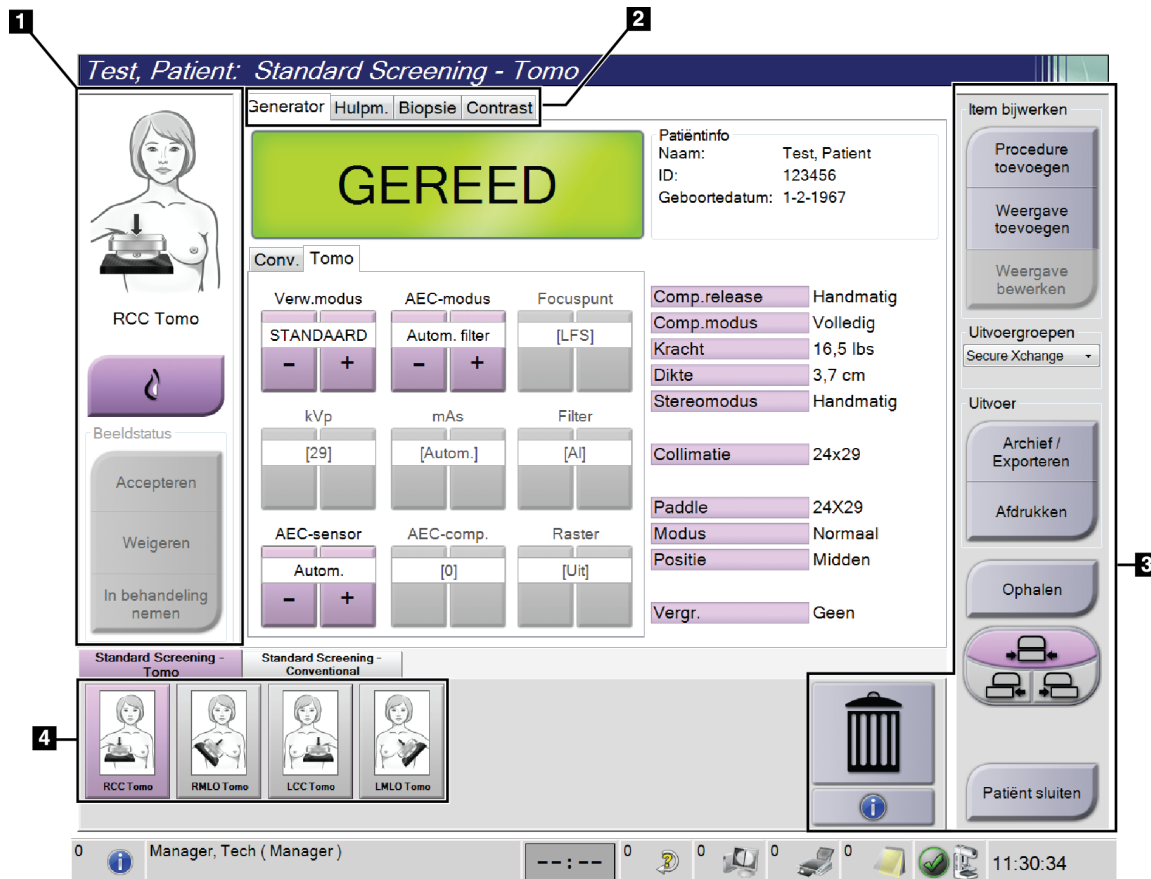 1
2
Test, Patient: Standard Screening - Tomo
Generator Hulpm. Biopsie Contrast
Item bijwerken
GEREED
Patiëntinfo
Naam: Test, Patient
ID: 123456
Geboortedatum: 1-2-1967
Procedure
toevoegen
Weergave
toevoegen
Weergave
bewerken
RCC Tomo
Conv. Tomo
Verw.modus AEC-modus Focuspunt
STANDAARD Autom. filter [LFS]
- + - +
kVp mAs Filter
[29] [Autom.] [Al]
AEC-sensor AEC-comp. Raster
Autom. [0] [Uit]
- +
Comp.release Handmatig
Comp.modus Volledig
Kracht 16,5 lbs
Dikte 3,7 cm
Stereomodus Handmatig
Collimatie 24x29
Paddle 24X29
Modus Normaal
Positie Midden
Vergr. Geen
Beeldstatus
Accepteren
Weigeren
In behandeling
nemen
Uitvoergroepen
Secure Xchange
Uitvoer
Archief /
Exporteren
Afdrukken
3
Ophalen
Patiënt sluiten
Standard Screening -
Tomo
Standard Screening -
Conventional
4
RCC Tomo RMLO Tomo LCC Tomo LMLO Tomo
0 Manager, Tech ( Manager ) --:-- 0 0 0 0 11:30:34